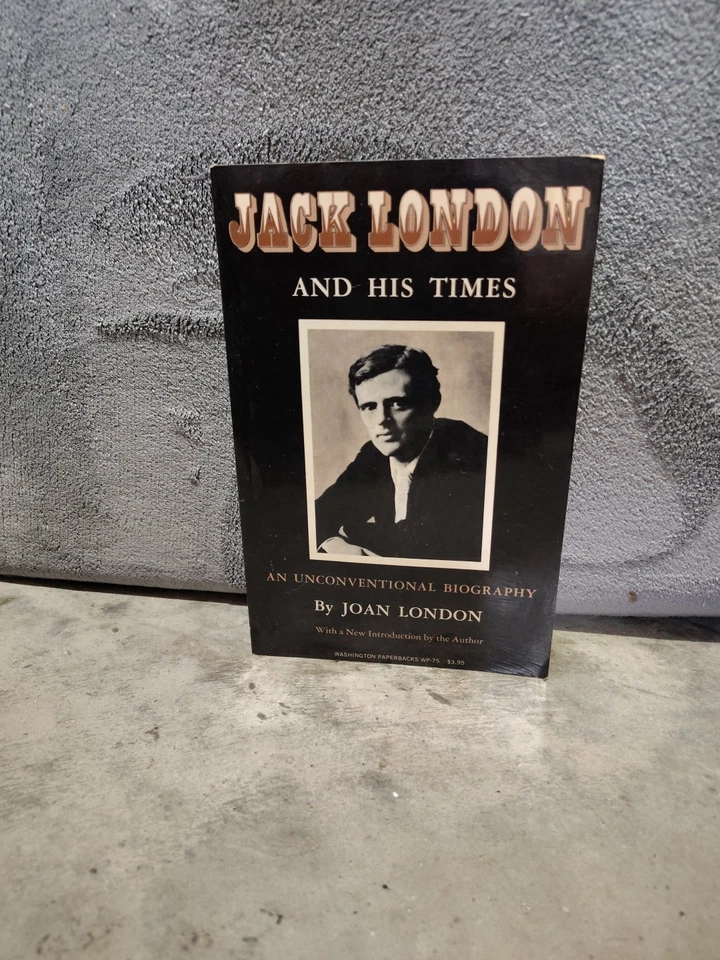 JACK LONDON
AND HIS TIMES
AN UNCONVENTIONAL BIOGRAPHY
By JOAN LONDON
With a New Introduction by the Author
WASHINGTON PAPERBACKS WP-75 $3.95